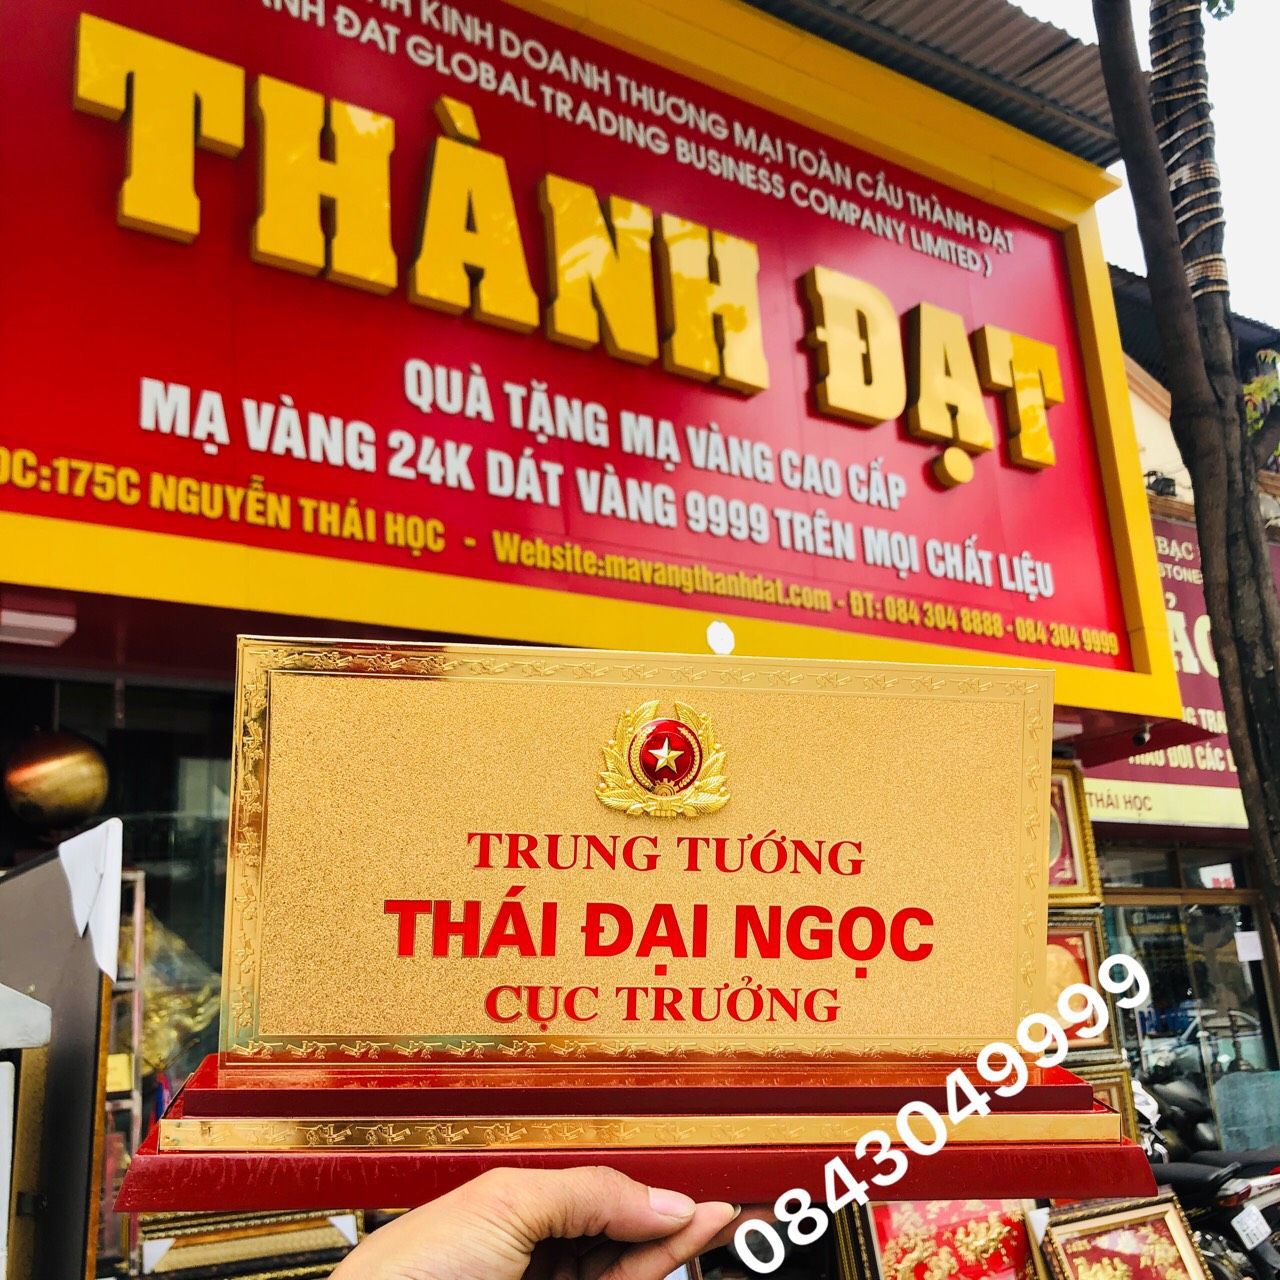 KINH DOANH THƯƠNG MẠI TOÀN CẦU THÀNH ĐẠT
ĐẠT GLOBAL TRADING BUSINESS COMPANY LIMITED )
THÀNH ĐẠT
QUÀ TẶNG MẠ VÀNG CAO CẤP
MẠ VÀNG 24K DÁT VÀNG 9999 TRÊN MỌI CHẤT LIỆU
175C NGUYỄN THÁI HỌC - Website:mavangthanhdat.com - ĐT: 084 304 8888 - 084 304 9999
BẠC
STONE
THÁI HỌC
TRUNG TƯỚNG
THÁI ĐẠI NGỌC
CỤC TRƯỞNG
0843049999